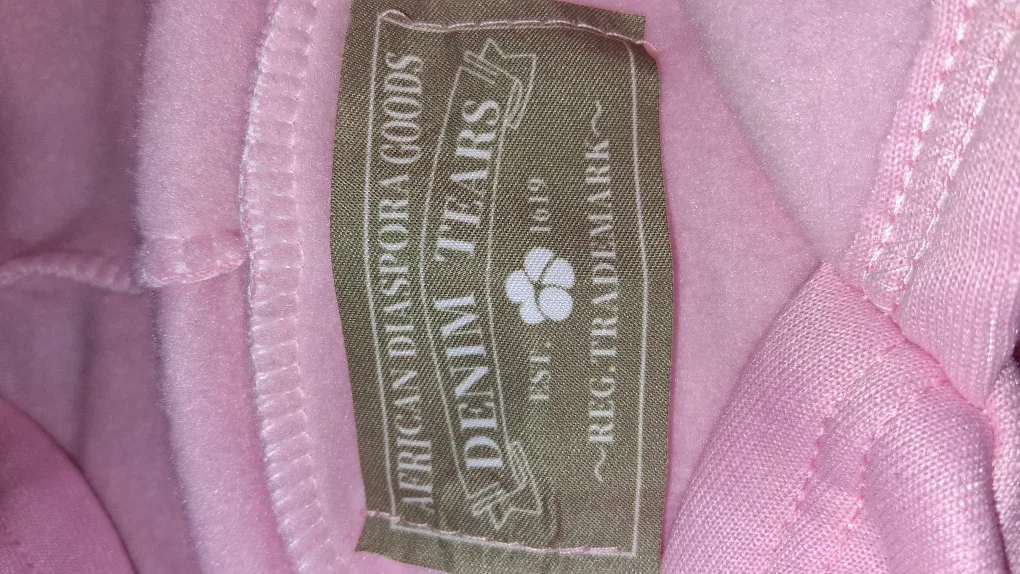 AFRICAN DIASPORA GOODS
DENIM TEARS
EST. 1619
~REG. TRADEMARK~